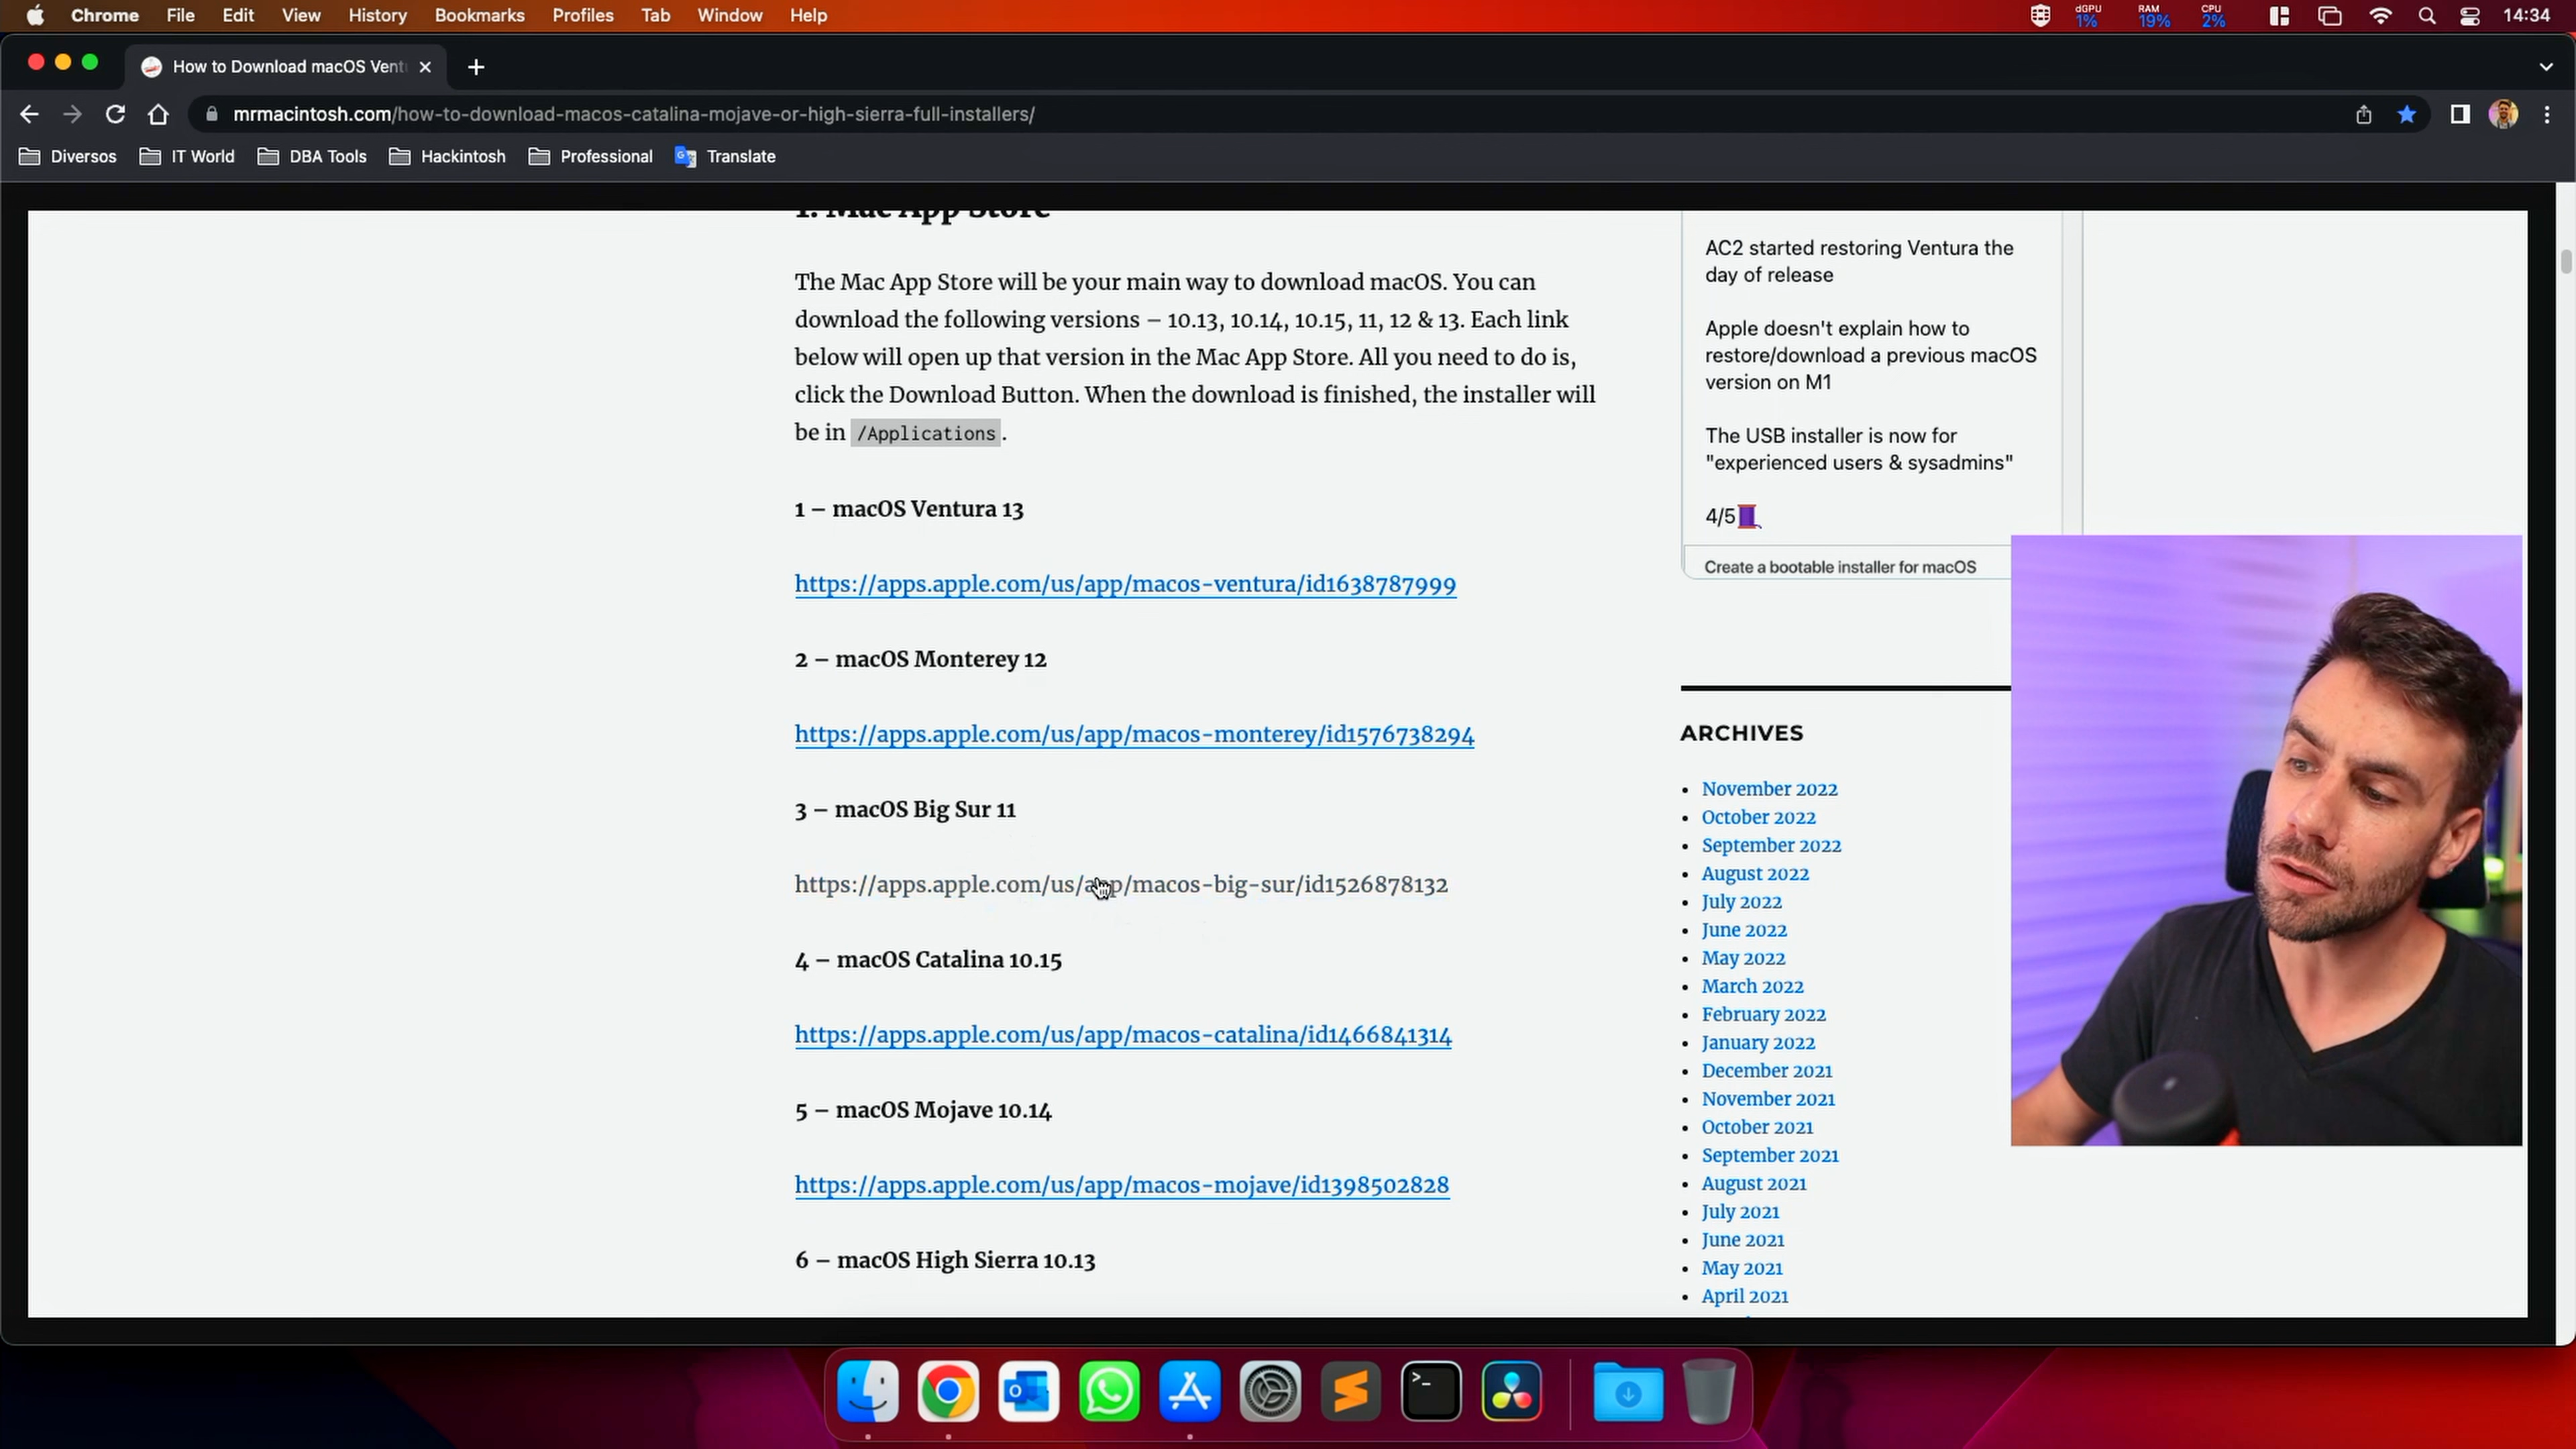 Chrome File Edit View History Bookmarks Profiles Tab Window Help
dGPU 1% RAM 19% CPU 2% 14:34
How to Download macOS Vent
mrmacintosh.com/how-to-download-macos-catalina-mojave-or-high-sierra-full-installers/
Diversos IT World DBA Tools Hackintosh Professional Translate
1. Mac App Store
The Mac App Store will be your main way to download macOS. You can
download the following versions – 10.13, 10.14, 10.15, 11, 12 & 13. Each link
below will open up that version in the Mac App Store. All you need to do is,
click the Download Button. When the download is finished, the installer will
be in /Applications.
1 – macOS Ventura 13
https://apps.apple.com/us/app/macos-ventura/id1638787999
2 – macOS Monterey 12
https://apps.apple.com/us/app/macos-monterey/id1576738294
3 – macOS Big Sur 11
https://apps.apple.com/us/app/macos-big-sur/id1526878132
4 – macOS Catalina 10.15
https://apps.apple.com/us/app/macos-catalina/id1466841314
5 – macOS Mojave 10.14
https://apps.apple.com/us/app/macos-mojave/id1398502828
6 – macOS High Sierra 10.13
AC2 started restoring Ventura the
day of release
Apple doesn't explain how to
restore/download a previous macOS
version on M1
The USB installer is now for
"experienced users & sysadmins"
4/5
Create a bootable installer for macOS
ARCHIVES
November 2022
October 2022
September 2022
August 2022
July 2022
June 2022
May 2022
March 2022
February 2022
January 2022
December 2021
November 2021
October 2021
September 2021
August 2021
July 2021
June 2021
May 2021
April 2021